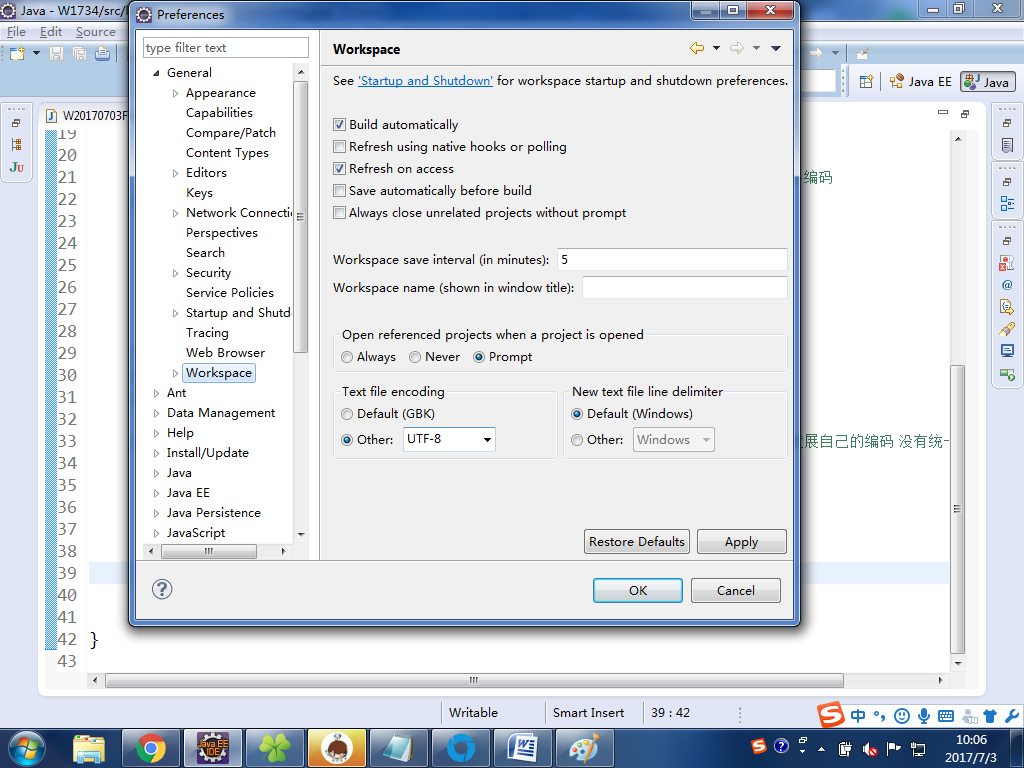 Java - W1734/src/
Preferences
File Edit Source
type filter text
Workspace
See 'Startup and Shutdown' for workspace startup and shutdown preferences.
General
Appearance
Capabilities
Compare/Patch
Content Types
Editors
Keys
Network Connecti
Perspectives
Search
Security
Service Policies
Startup and Shutd
Tracing
Web Browser
Workspace
Ant
Data Management
Help
Install/Update
Java
Java EE
Java Persistence
JavaScript
Build automatically
Refresh using native hooks or polling
Refresh on access
Save automatically before build
Always close unrelated projects without prompt
Workspace save interval (in minutes): 5
Workspace name (shown in window title):
Open referenced projects when a project is opened
Always Never Prompt
Text file encoding
Default (GBK)
Other: UTF-8
New text file line delimiter
Default (Windows)
Other: Windows
Restore Defaults Apply
OK Cancel
Java EE Java
W20170703F
19
20
21
编码
22
23
24
25
26
27
28
29
30
31
32
33
展自己的编码 没有统一
34
35
36
37
38
39
40
41
42 }
43
Writable Smart Insert 39 : 42
中
Java EE
IDE
10:06
2017/7/3